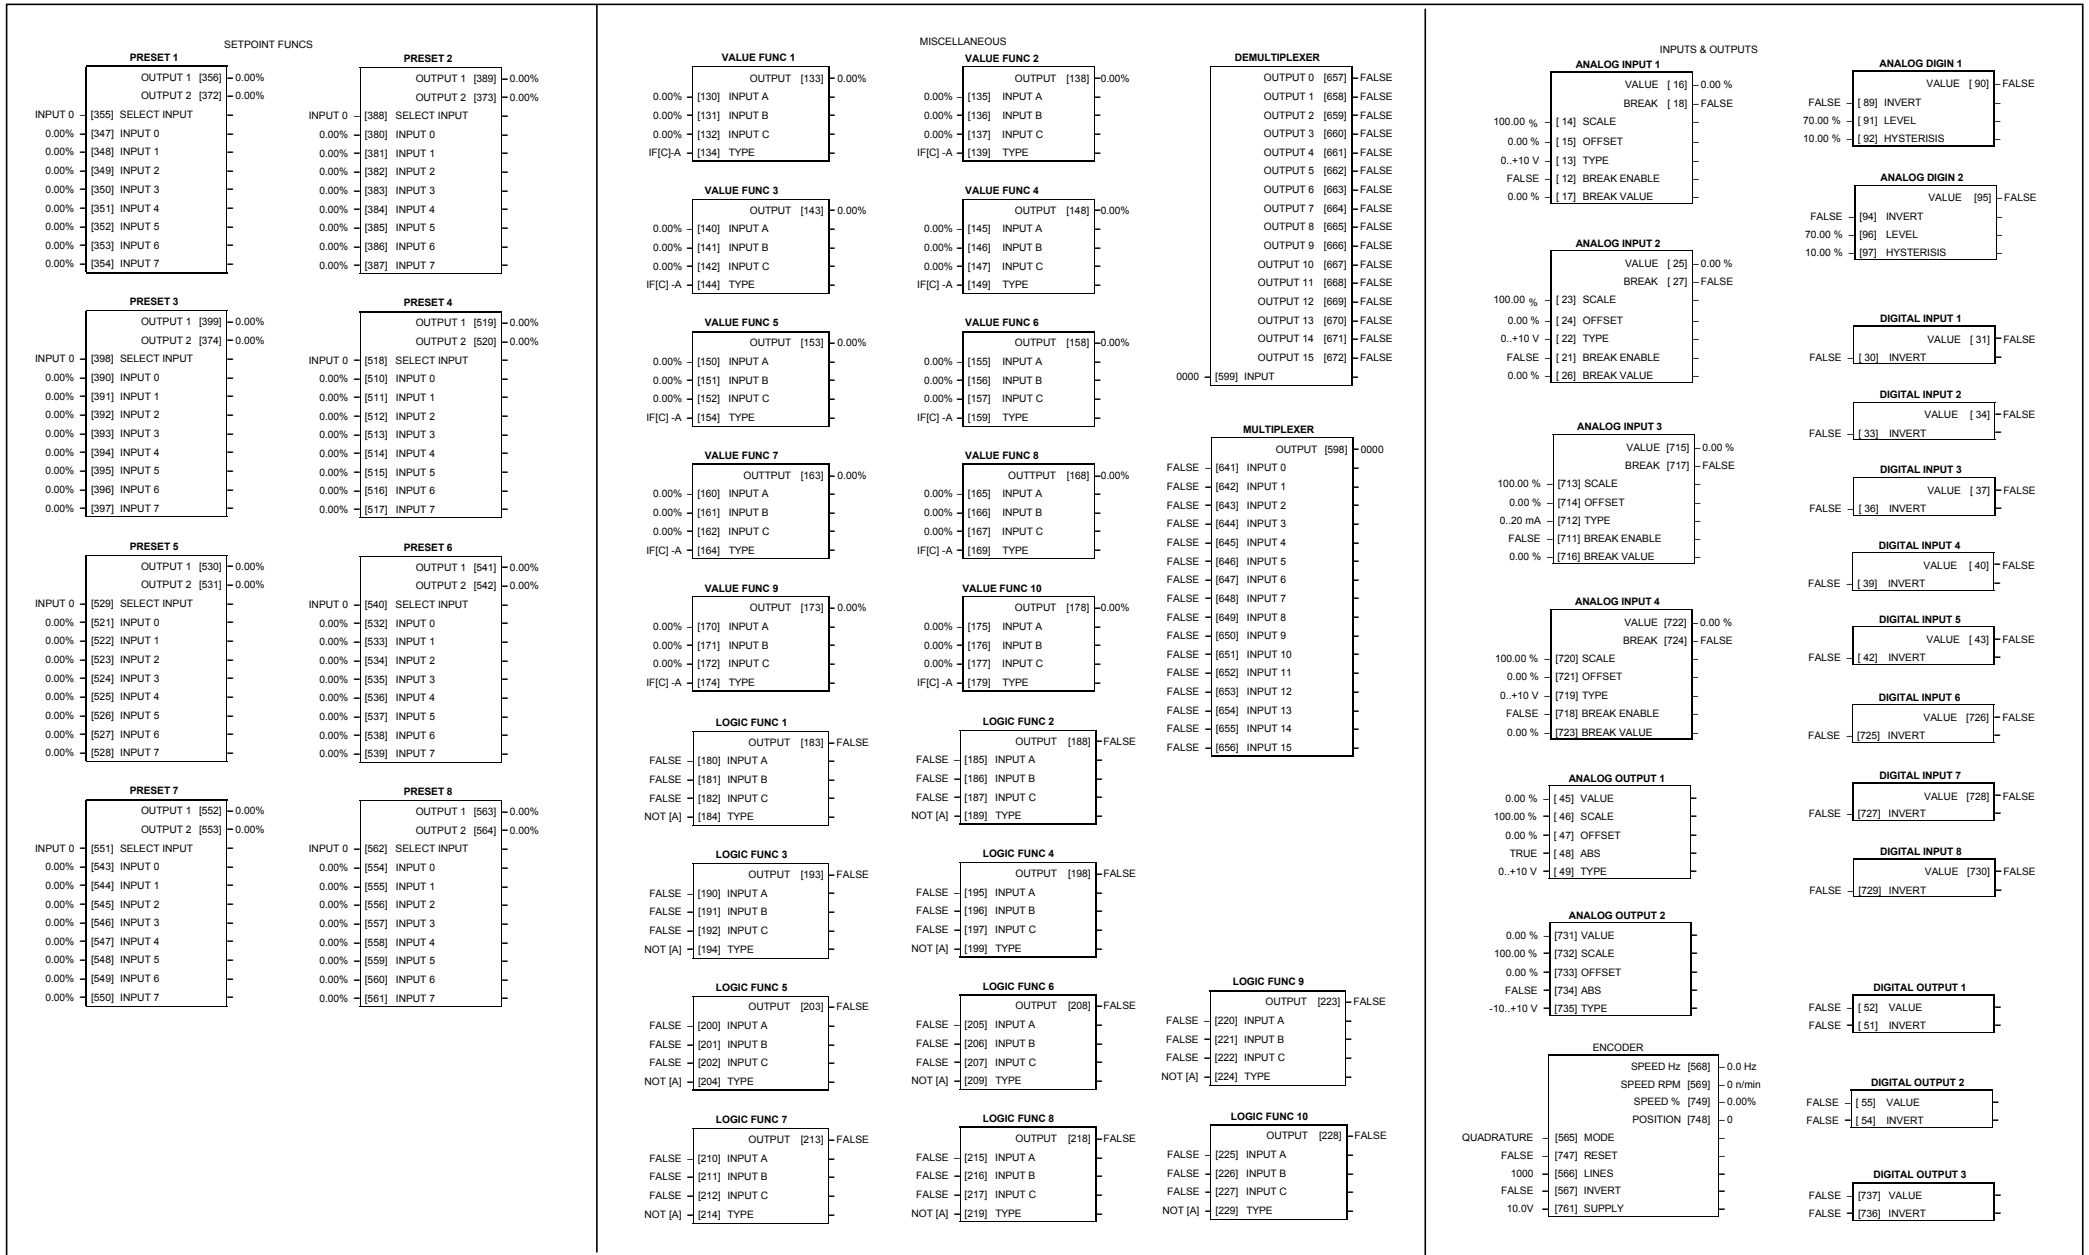 SETPOINT FUNCS
PRESET 1
OUTPUT 1 [356] 0.00%
OUTPUT 2 [372] 0.00%
INPUT 0 [355] SELECT INPUT
0.00% [347] INPUT 0
0.00% [348] INPUT 1
0.00% [349] INPUT 2
0.00% [350] INPUT 3
0.00% [351] INPUT 4
0.00% [352] INPUT 5
0.00% [353] INPUT 6
0.00% [354] INPUT 7
PRESET 2
OUTPUT 1 [389] 0.00%
OUTPUT 2 [373] 0.00%
INPUT 0 [388] SELECT INPUT
0.00% [380] INPUT 0
0.00% [381] INPUT 1
0.00% [382] INPUT 2
0.00% [383] INPUT 3
0.00% [384] INPUT 4
0.00% [385] INPUT 5
0.00% [386] INPUT 6
0.00% [387] INPUT 7
PRESET 3
OUTPUT 1 [399] 0.00%
OUTPUT 2 [374] 0.00%
INPUT 0 [398] SELECT INPUT
0.00% [390] INPUT 0
0.00% [391] INPUT 1
0.00% [392] INPUT 2
0.00% [393] INPUT 3
0.00% [394] INPUT 4
0.00% [395] INPUT 5
0.00% [396] INPUT 6
0.00% [397] INPUT 7
PRESET 4
OUTPUT 1 [519] 0.00%
OUTPUT 2 [520] 0.00%
INPUT 0 [518] SELECT INPUT
0.00% [510] INPUT 0
0.00% [511] INPUT 1
0.00% [512] INPUT 2
0.00% [513] INPUT 3
0.00% [514] INPUT 4
0.00% [515] INPUT 5
0.00% [516] INPUT 6
0.00% [517] INPUT 7
PRESET 5
OUTPUT 1 [530] 0.00%
OUTPUT 2 [531] 0.00%
INPUT 0 [529] SELECT INPUT
0.00% [521] INPUT 0
0.00% [522] INPUT 1
0.00% [523] INPUT 2
0.00% [524] INPUT 3
0.00% [525] INPUT 4
0.00% [526] INPUT 5
0.00% [527] INPUT 6
0.00% [528] INPUT 7
PRESET 6
OUTPUT 1 [541] 0.00%
OUTPUT 2 [542] 0.00%
INPUT 0 [540] SELECT INPUT
0.00% [532] INPUT 0
0.00% [533] INPUT 1
0.00% [534] INPUT 2
0.00% [535] INPUT 3
0.00% [536] INPUT 4
0.00% [537] INPUT 5
0.00% [538] INPUT 6
0.00% [539] INPUT 7
PRESET 7
OUTPUT 1 [552] 0.00%
OUTPUT 2 [553] 0.00%
INPUT 0 [551] SELECT INPUT
0.00% [543] INPUT 0
0.00% [544] INPUT 1
0.00% [545] INPUT 2
0.00% [546] INPUT 3
0.00% [547] INPUT 4
0.00% [548] INPUT 5
0.00% [549] INPUT 6
0.00% [550] INPUT 7
PRESET 8
OUTPUT 1 [563] 0.00%
OUTPUT 2 [564] 0.00%
INPUT 0 [562] SELECT INPUT
0.00% [554] INPUT 0
0.00% [555] INPUT 1
0.00% [556] INPUT 2
0.00% [557] INPUT 3
0.00% [558] INPUT 4
0.00% [559] INPUT 5
0.00% [560] INPUT 6
0.00% [561] INPUT 7
MISCELLANEOUS
VALUE FUNC 1
OUTPUT [133] 0.00%
0.00% [130] INPUT A
0.00% [131] INPUT B
0.00% [132] INPUT C
IF[C]-A [134] TYPE
VALUE FUNC 2
OUTPUT [138] 0.00%
0.00% [135] INPUT A
0.00% [136] INPUT B
0.00% [137] INPUT C
IF[C] -A [139] TYPE
VALUE FUNC 3
OUTPUT [143] 0.00%
0.00% [140] INPUT A
0.00% [141] INPUT B
0.00% [142] INPUT C
IF[C] -A [144] TYPE
VALUE FUNC 4
OUTPUT [148] 0.00%
0.00% [145] INPUT A
0.00% [146] INPUT B
0.00% [147] INPUT C
IF[C] -A [149] TYPE
VALUE FUNC 5
OUTPUT [153] 0.00%
0.00% [150] INPUT A
0.00% [151] INPUT B
0.00% [152] INPUT C
IF[C] -A [154] TYPE
VALUE FUNC 6
OUTPUT [158] 0.00%
0.00% [155] INPUT A
0.00% [156] INPUT B
0.00% [157] INPUT C
IF[C] -A [159] TYPE
VALUE FUNC 7
OUTTPUT [163] 0.00%
0.00% [160] INPUT A
0.00% [161] INPUT B
0.00% [162] INPUT C
IF[C] -A [164] TYPE
VALUE FUNC 8
OUTTPUT [168] 0.00%
0.00% [165] INPUT A
0.00% [166] INPUT B
0.00% [167] INPUT C
IF[C] -A [169] TYPE
VALUE FUNC 9
OUTPUT [173] 0.00%
0.00% [170] INPUT A
0.00% [171] INPUT B
0.00% [172] INPUT C
IF[C] -A [174] TYPE
VALUE FUNC 10
OUTPUT [178] 0.00%
0.00% [175] INPUT A
0.00% [176] INPUT B
0.00% [177] INPUT C
IF[C] -A [179] TYPE
LOGIC FUNC 1
OUTPUT [183] FALSE
FALSE [180] INPUT A
FALSE [181] INPUT B
FALSE [182] INPUT C
NOT [A] [184] TYPE
LOGIC FUNC 2
OUTPUT [188] FALSE
FALSE [185] INPUT A
FALSE [186] INPUT B
FALSE [187] INPUT C
NOT [A] [189] TYPE
LOGIC FUNC 3
OUTPUT [193] FALSE
FALSE [190] INPUT A
FALSE [191] INPUT B
FALSE [192] INPUT C
NOT [A] [194] TYPE
LOGIC FUNC 4
OUTPUT [198] FALSE
FALSE [195] INPUT A
FALSE [196] INPUT B
FALSE [197] INPUT C
NOT [A] [199] TYPE
LOGIC FUNC 5
OUTPUT [203] FALSE
FALSE [200] INPUT A
FALSE [201] INPUT B
FALSE [202] INPUT C
NOT [A] [204] TYPE
LOGIC FUNC 6
OUTPUT [208] FALSE
FALSE [205] INPUT A
FALSE [206] INPUT B
FALSE [207] INPUT C
NOT [A] [209] TYPE
LOGIC FUNC 7
OUTPUT [213] FALSE
FALSE [210] INPUT A
FALSE [211] INPUT B
FALSE [212] INPUT C
NOT [A] [214] TYPE
LOGIC FUNC 8
OUTPUT [218] FALSE
FALSE [215] INPUT A
FALSE [216] INPUT B
FALSE [217] INPUT C
NOT [A] [219] TYPE
DEMULTIPLEXER
OUTPUT 0 [657] FALSE
OUTPUT 1 [658] FALSE
OUTPUT 2 [659] FALSE
OUTPUT 3 [660] FALSE
OUTPUT 4 [661] FALSE
OUTPUT 5 [662] FALSE
OUTPUT 6 [663] FALSE
OUTPUT 7 [664] FALSE
OUTPUT 8 [665] FALSE
OUTPUT 9 [666] FALSE
OUTPUT 10 [667] FALSE
OUTPUT 11 [668] FALSE
OUTPUT 12 [669] FALSE
OUTPUT 13 [670] FALSE
OUTPUT 14 [671] FALSE
OUTPUT 15 [672] FALSE
0000 [599] INPUT
MULTIPLEXER
OUTPUT [598] 0000
FALSE [641] INPUT 0
FALSE [642] INPUT 1
FALSE [643] INPUT 2
FALSE [644] INPUT 3
FALSE [645] INPUT 4
FALSE [646] INPUT 5
FALSE [647] INPUT 6
FALSE [648] INPUT 7
FALSE [649] INPUT 8
FALSE [650] INPUT 9
FALSE [651] INPUT 10
FALSE [652] INPUT 11
FALSE [653] INPUT 12
FALSE [654] INPUT 13
FALSE [655] INPUT 14
FALSE [656] INPUT 15
LOGIC FUNC 9
OUTPUT [223] FALSE
FALSE [220] INPUT A
FALSE [221] INPUT B
FALSE [222] INPUT C
NOT [A] [224] TYPE
LOGIC FUNC 10
OUTPUT [228] FALSE
FALSE [225] INPUT A
FALSE [226] INPUT B
FALSE [227] INPUT C
NOT [A] [229] TYPE
INPUTS & OUTPUTS
ANALOG INPUT 1
VALUE [ 16] 0.00 %
BREAK [ 18] FALSE
100.00 % [ 14] SCALE
0.00 % [ 15] OFFSET
0..+10 V [ 13] TYPE
FALSE [ 12] BREAK ENABLE
0.00 % [ 17] BREAK VALUE
ANALOG INPUT 2
VALUE [ 25] 0.00 %
BREAK [ 27] FALSE
100.00 % [ 23] SCALE
0.00 % [ 24] OFFSET
0..+10 V [ 22] TYPE
FALSE [ 21] BREAK ENABLE
0.00 % [ 26] BREAK VALUE
ANALOG INPUT 3
VALUE [715] 0.00 %
BREAK [717] FALSE
100.00 % [713] SCALE
0.00 % [714] OFFSET
0..20 mA [712] TYPE
FALSE [711] BREAK ENABLE
0.00 % [716] BREAK VALUE
ANALOG INPUT 4
VALUE [722] 0.00 %
BREAK [724] FALSE
100.00 % [720] SCALE
0.00 % [721] OFFSET
0..+10 V [719] TYPE
FALSE [718] BREAK ENABLE
0.00 % [723] BREAK VALUE
ANALOG OUTPUT 1
0.00 % [ 45] VALUE
100.00 % [ 46] SCALE
0.00 % [ 47] OFFSET
TRUE [ 48] ABS
0..+10 V [ 49] TYPE
ANALOG OUTPUT 2
0.00 % [731] VALUE
100.00 % [732] SCALE
0.00 % [733] OFFSET
FALSE [734] ABS
-10..+10 V [735] TYPE
ENCODER
SPEED Hz [568] 0.0 Hz
SPEED RPM [569] 0 n/min
SPEED % [749] 0.00%
POSITION [748] 0
QUADRATURE [565] MODE
FALSE [747] RESET
1000 [566] LINES
FALSE [567] INVERT
10.0V [761] SUPPLY
ANALOG DIGIN 1
VALUE [ 90] FALSE
FALSE [ 89] INVERT
70.00 % [ 91] LEVEL
10.00 % [ 92] HYSTERISIS
ANALOG DIGIN 2
VALUE [95] FALSE
FALSE [94] INVERT
70.00 % [96] LEVEL
10.00 % [97] HYSTERISIS
DIGITAL INPUT 1
VALUE [ 31] FALSE
FALSE [ 30] INVERT
DIGITAL INPUT 2
VALUE [ 34] FALSE
FALSE [ 33] INVERT
DIGITAL INPUT 3
VALUE [ 37] FALSE
FALSE [ 36] INVERT
DIGITAL INPUT 4
VALUE [ 40] FALSE
FALSE [ 39] INVERT
DIGITAL INPUT 5
VALUE [ 43] FALSE
FALSE [ 42] INVERT
DIGITAL INPUT 6
VALUE [726] FALSE
FALSE [725] INVERT
DIGITAL INPUT 7
VALUE [728] FALSE
FALSE [727] INVERT
DIGITAL INPUT 8
VALUE [730] FALSE
FALSE [729] INVERT
DIGITAL OUTPUT 1
FALSE [ 52] VALUE
FALSE [ 51] INVERT
DIGITAL OUTPUT 2
FALSE [ 55] VALUE
FALSE [ 54] INVERT
DIGITAL OUTPUT 3
FALSE [737] VALUE
FALSE [736] INVERT